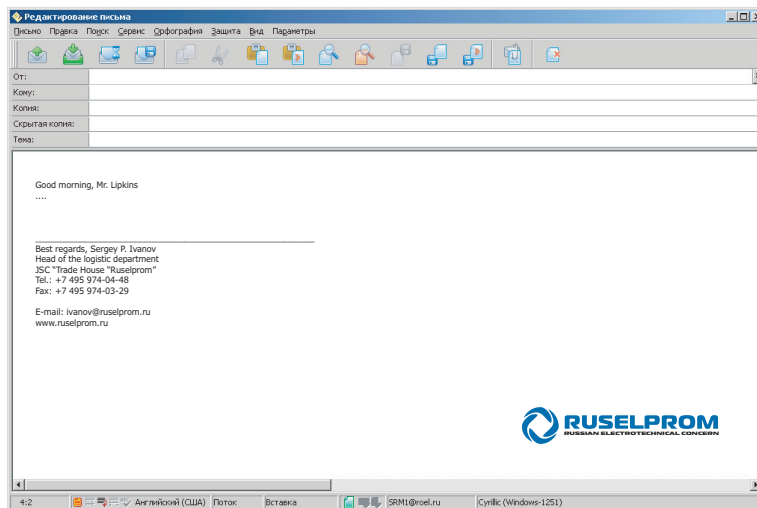 Редактирование письма
Письмо Правка Поиск Сервис Орфография Защита Вид Параметры
От:
Кому:
Копия:
Скрытая копия:
Тема:
Good morning, Mr. Lipkins
....
Best regards, Sergey P. Ivanov
Head of the logistic department
JSC "Trade House "Ruselprom"
Tel.: +7 495 974-04-48
Fax: +7 495 974-03-29
E-mail: ivanov@ruselprom.ru
www.ruselprom.ru
RUSELPROM
RUSSIAN ELECTROTECHNICAL CONCERN
4:2 Английский (США) Поток Вставка SRM1@roel.ru Cyrillic (Windows-1251)